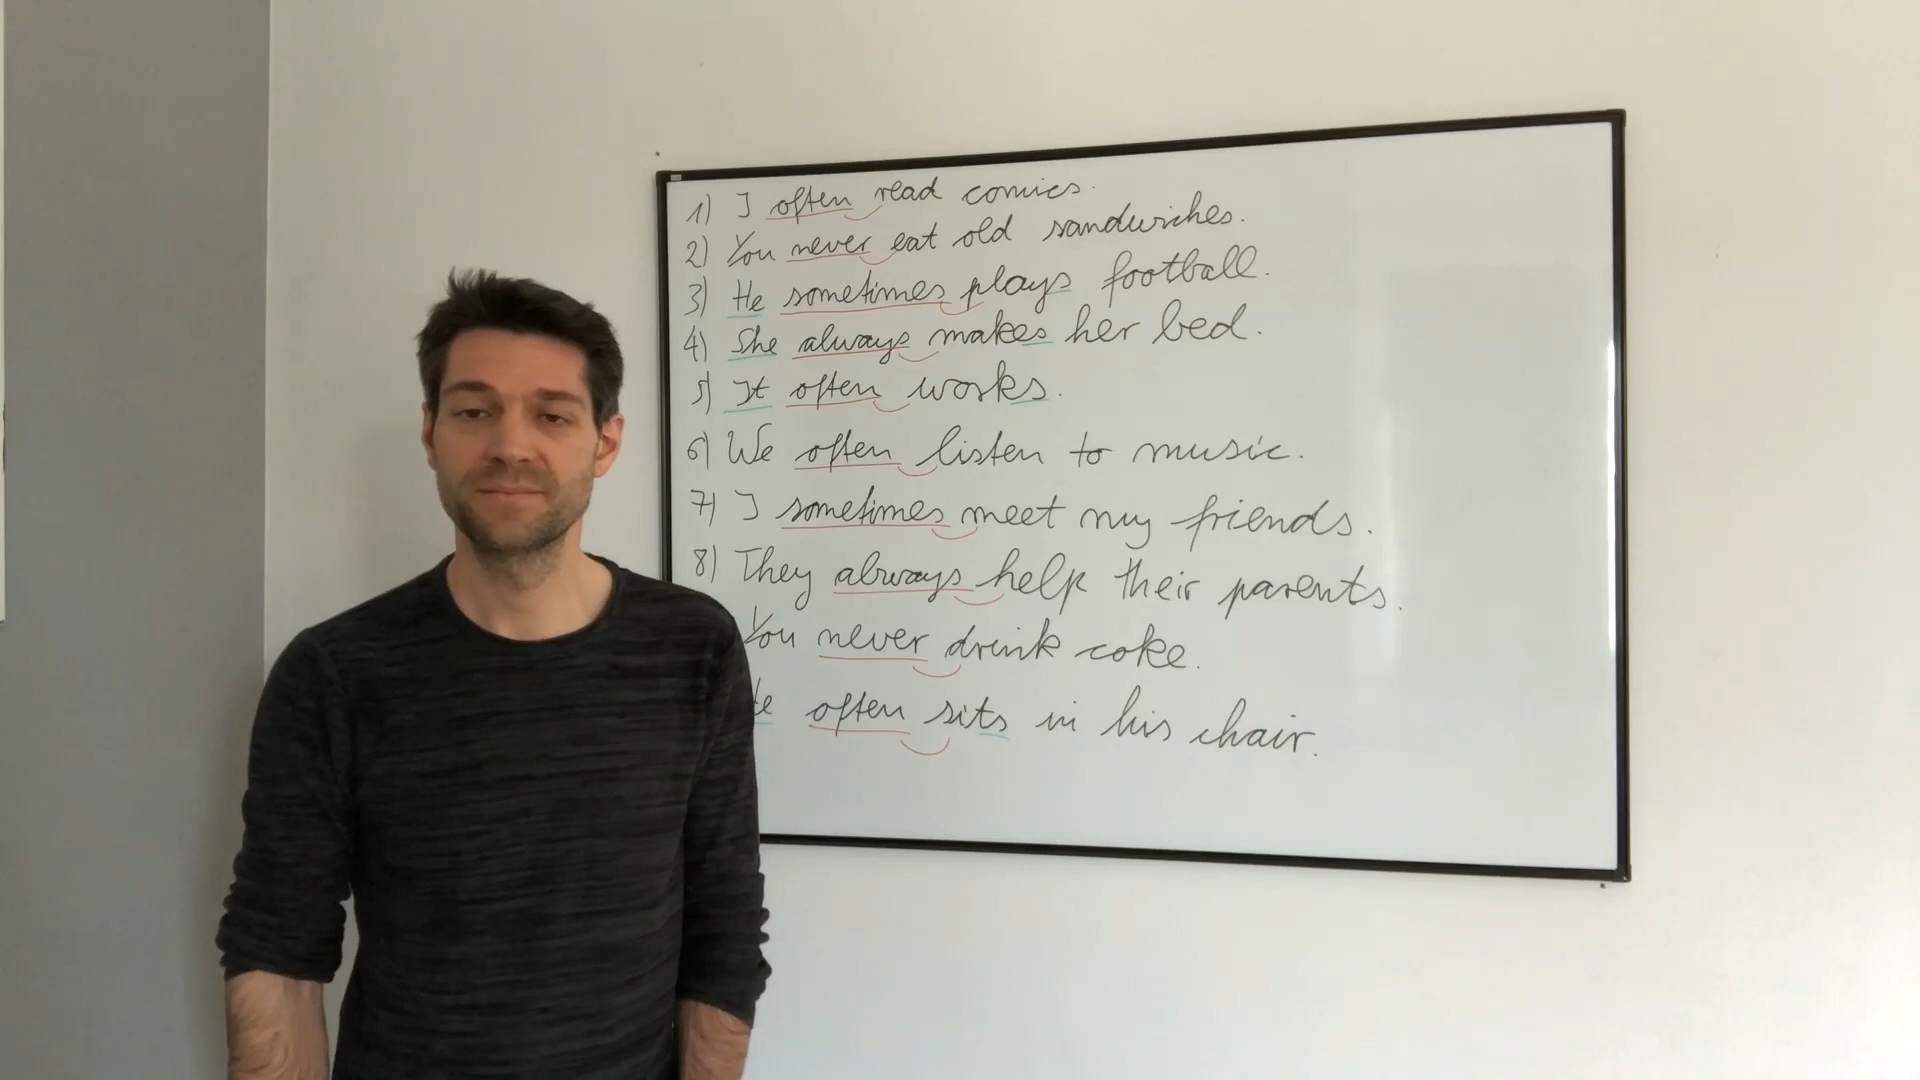 1) I often read comics.
2) You never eat old sandwiches.
3) He sometimes plays football.
4) She always makes her bed.
5) It often works.
6) We often listen to music.
7) I sometimes meet my friends.
8) They always help their parents.
You never drink coke.
often sits in his chair.